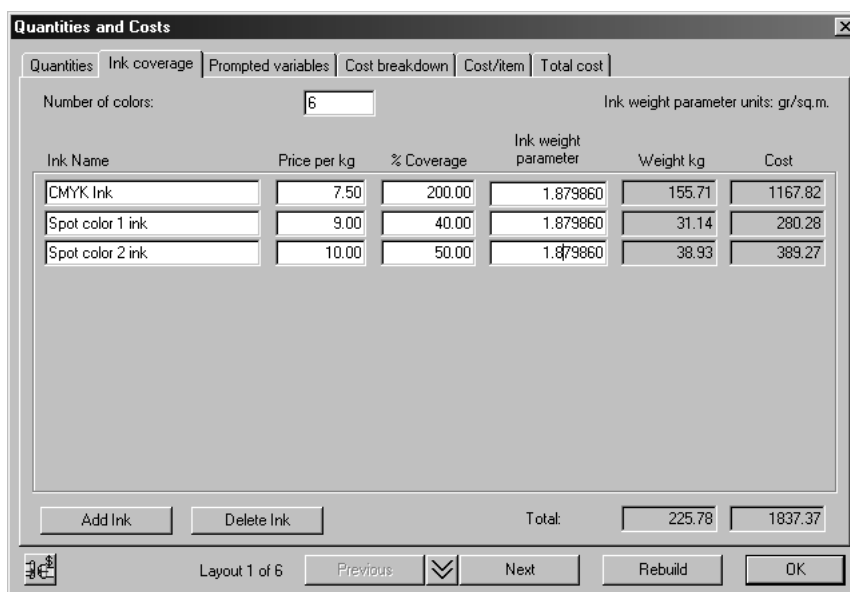 Quantities and Costs
Quantities Ink coverage Prompted variables Cost breakdown Cost/item Total cost
Number of colors: 6 Ink weight parameter units: gr/sq.m.
Ink Name Price per kg % Coverage Ink weight parameter Weight kg Cost
CMYK Ink 7.50 200.00 1.879860 155.71 1167.82
Spot color 1 ink 9.00 40.00 1.879860 31.14 280.28
Spot color 2 ink 10.00 50.00 1.879860 38.93 389.27
Add Ink Delete Ink Total: 225.78 1837.37
Layout 1 of 6 Previous Next Rebuild OK